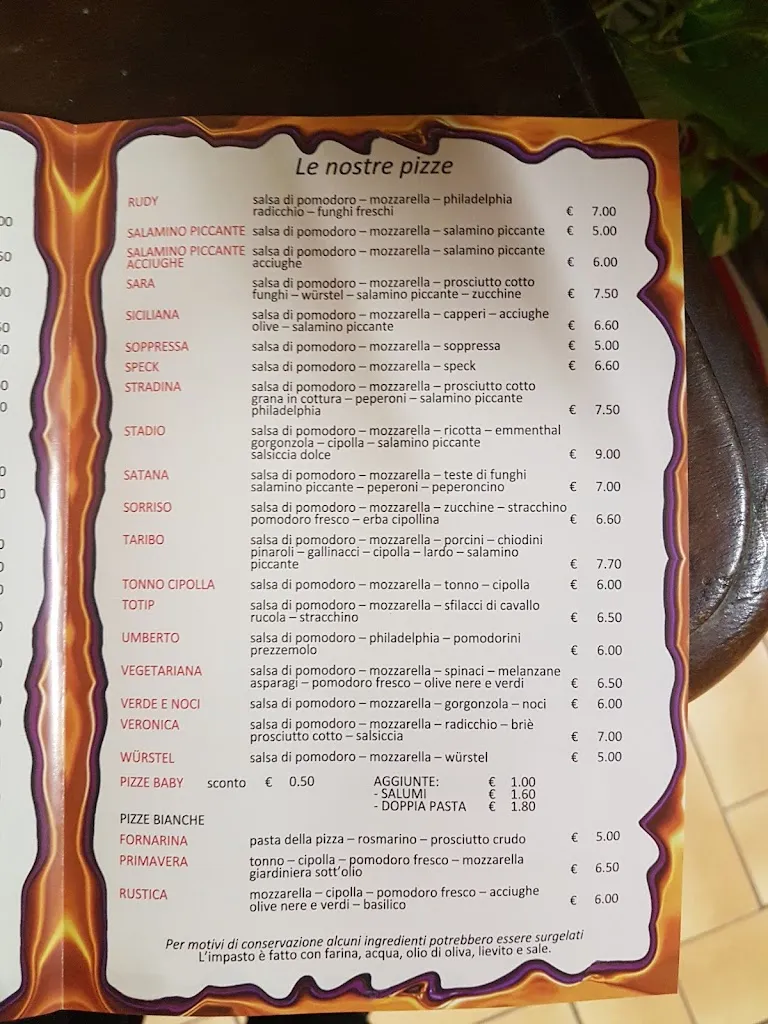 Le nostre pizze
RUDY salsa di pomodoro – mozzarella – philadelphia
radicchio – funghi freschi € 7.00
SALAMINO PICCANTE salsa di pomodoro – mozzarella – salamino piccante € 5.00
SALAMINO PICCANTE salsa di pomodoro – mozzarella – salamino piccante
ACCIUGHE acciughe € 6.00
SARA salsa di pomodoro – mozzarella – prosciutto cotto
funghi – würstel – salamino piccante – zucchine € 7.50
SICILIANA salsa di pomodoro – mozzarella – capperi – acciughe
olive – salamino piccante € 6.60
SOPPRESSA salsa di pomodoro – mozzarella – soppressa € 5.00
SPECK salsa di pomodoro – mozzarella – speck € 6.60
STRADINA salsa di pomodoro – mozzarella – prosciutto cotto
grana in cottura – peperoni – salamino piccante
philadelphia € 7.50
STADIO salsa di pomodoro – mozzarella – ricotta – emmenthal
gorgonzola – cipolla – salamino piccante
salsiccia dolce € 9.00
SATANA salsa di pomodoro – mozzarella – teste di funghi
salamino piccante – peperoni – peperoncino € 7.00
SORRISO salsa di pomodoro – mozzarella – zucchine – stracchino
pomodoro fresco – erba cipollina € 6.60
TARIBO salsa di pomodoro – mozzarella – porcini – chiodini
pinaroli – gallinacci – cipolla – lardo – salamino
piccante € 7.70
TONNO CIPOLLA salsa di pomodoro – mozzarella – tonno – cipolla € 6.00
TOTIP salsa di pomodoro – mozzarella – sfilacci di cavallo
rucola – stracchino € 6.50
UMBERTO salsa di pomodoro – philadelphia – pomodorini
prezzemolo € 6.00
VEGETARIANA salsa di pomodoro – mozzarella – spinaci – melanzane
asparagi – pomodoro fresco – olive nere e verdi € 6.50
VERDE E NOCI salsa di pomodoro – mozzarella – gorgonzola – noci € 6.00
VERONICA salsa di pomodoro – mozzarella – radicchio – briè
prosciutto cotto – salsiccia € 7.00
WÜRSTEL salsa di pomodoro – mozzarella – würstel € 5.00
PIZZE BABY sconto € 0.50 AGGIUNTE: € 1.00
- SALUMI € 1.60
- DOPPIA PASTA € 1.80
PIZZE BIANCHE
FORNARINA pasta della pizza – rosmarino – prosciutto crudo € 5.00
PRIMAVERA tonno – cipolla – pomodoro fresco – mozzarella
giardiniera sott'olio € 6.50
RUSTICA mozzarella – cipolla – pomodoro fresco – acciughe
olive nere e verdi – basilico € 6.00
Per motivi di conservazione alcuni ingredienti potrebbero essere surgelati
L'impasto è fatto con farina, acqua, olio di oliva, lievito e sale.